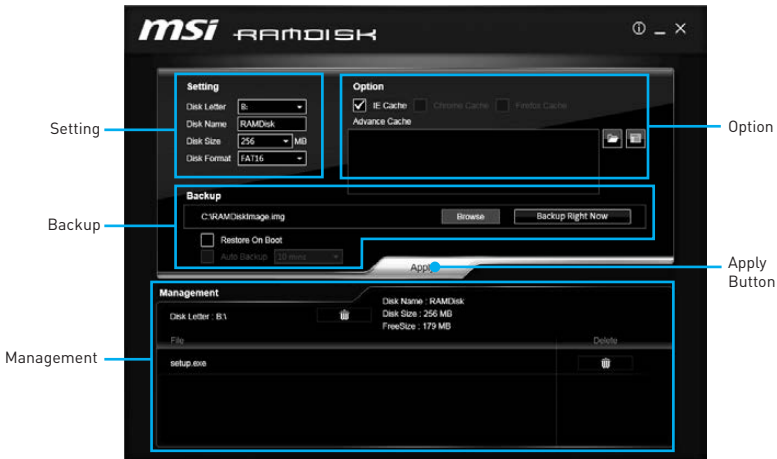 msi RAMDISK
Setting
Disk Letter B:
Disk Name RAMDisk
Disk Size 256 MB
Disk Format FAT16
Option
IE Cache Chrome Cache Firefox Cache
Advance Cache
Setting
Option
Backup
C:\RAMDiskImage.img Browse Backup Right Now
Restore On Boot
Auto Backup 10 mins
Backup
Apply
Apply
Button
Management
Disk Letter : B:\
Disk Name : RAMDisk
Disk Size : 256 MB
FreeSize : 179 MB
File Delete
setup.exe
Management